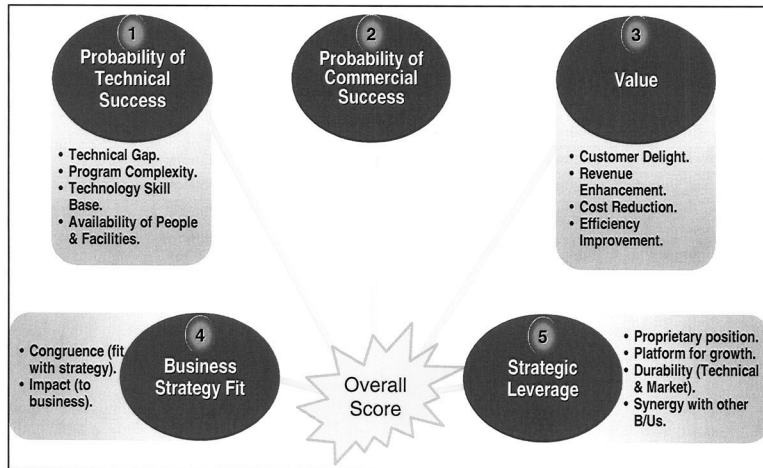 1
Probability of
Technical
Success
• Technical Gap.
• Program Complexity.
• Technology Skill
Base.
• Availability of People
& Facilities.
2
Probability of
Commercial
Success
3
Value
• Customer Delight.
• Revenue
Enhancement.
• Cost Reduction.
• Efficiency
Improvement.
4
Business
Strategy Fit
• Congruence (fit
with strategy).
• Impact (to
business).
Overall
Score
5
Strategic
Leverage
• Proprietary position.
• Platform for growth.
• Durability (Technical
& Market).
• Synergy with other
B/Us.